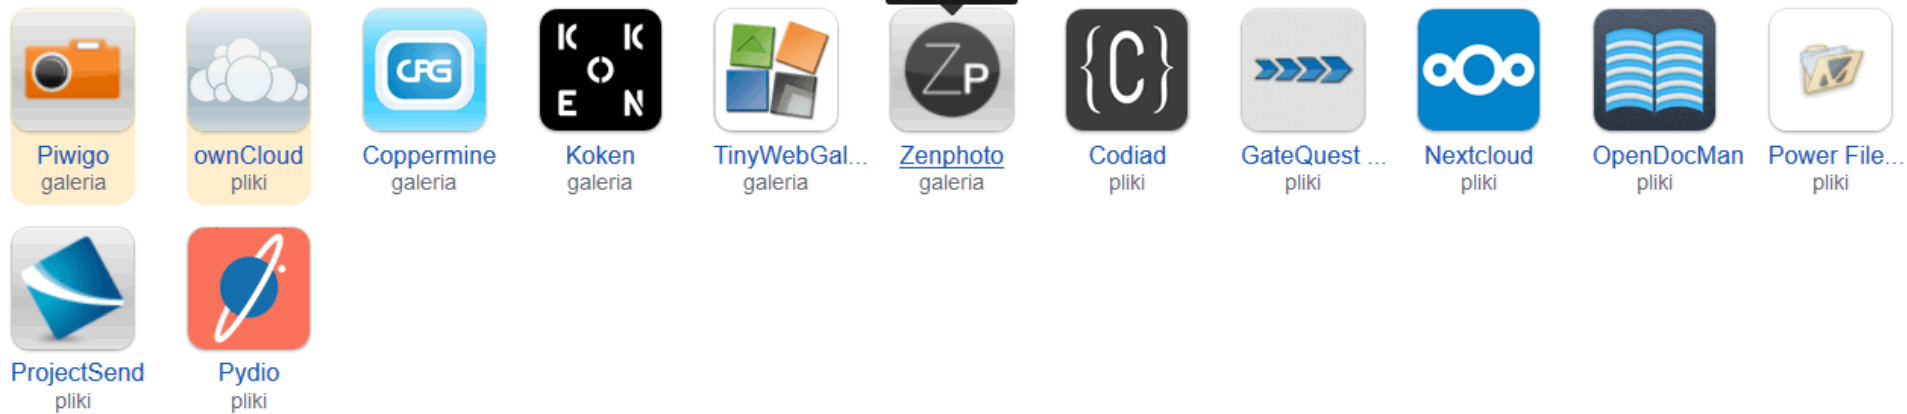 CPG
K K
O
E N
ZP
{C}
Piwigo
galeria
ownCloud
pliki
Coppermine
galeria
Koken
galeria
TinyWebGal...
galeria
Zenphoto
galeria
Codiad
pliki
GateQuest ...
pliki
Nextcloud
pliki
OpenDocMan
pliki
Power File...
pliki
ProjectSend
pliki
Pydio
pliki